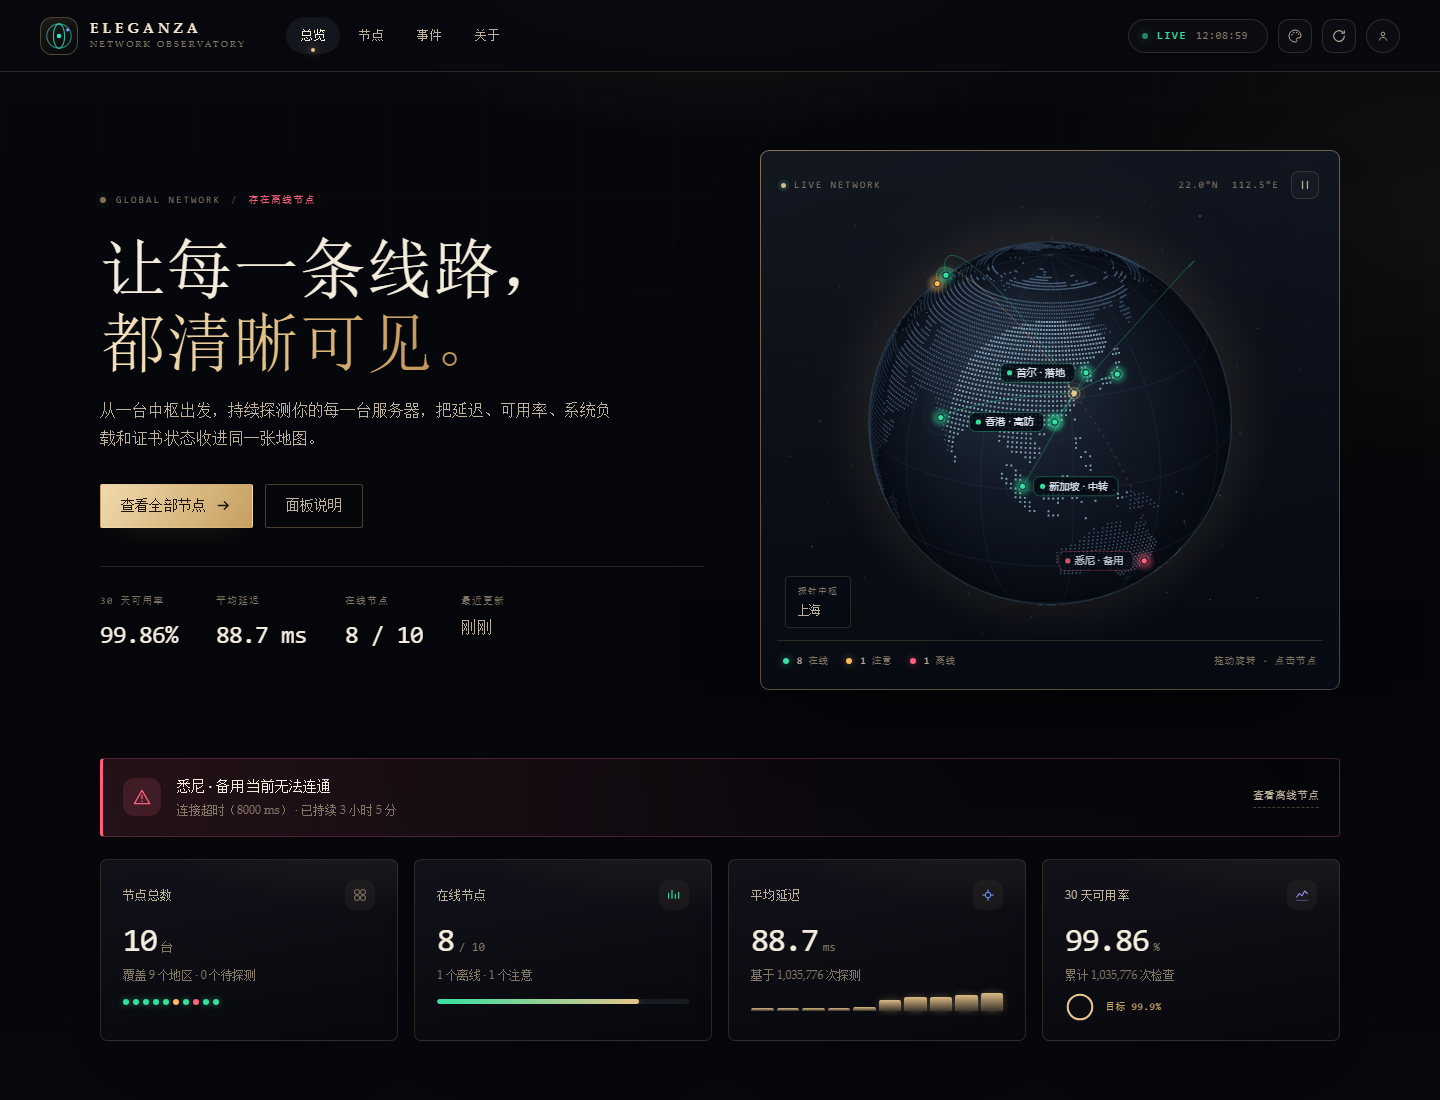 ELEGANZA
NETWORK OBSERVATORY
总览
节点
事件
关于
LIVE 12:08:59
GLOBAL NETWORK / 存在离线节点
让每一条线路，
都清晰可见。
从一台中枢出发，持续探测你的每一台服务器，把延迟、可用率、系统负
载和证书状态收进同一张地图。
查看全部节点 →
面板说明
30 天可用率
平均延迟
在线节点
最近更新
99.86%
88.7 ms
8 / 10
刚刚
LIVE NETWORK
22.0°N 112.5°E
首尔 · 落地
香港 · 高防
新加坡 · 中转
悉尼 · 备用
探针中枢
上海
8 在线
1 注意
1 离线
拖动旋转 · 点击节点
悉尼 · 备用 当前无法连通
连接超时（8000 ms） · 已持续 3 小时 5 分
查看离线节点
节点总数
10 台
覆盖 9 个地区 · 0 个待探测
在线节点
8 / 10
1 个离线 · 1 个注意
平均延迟
88.7 ms
基于 1,035,776 次探测
30 天可用率
99.86 %
累计 1,035,776 次检查
目标 99.9%